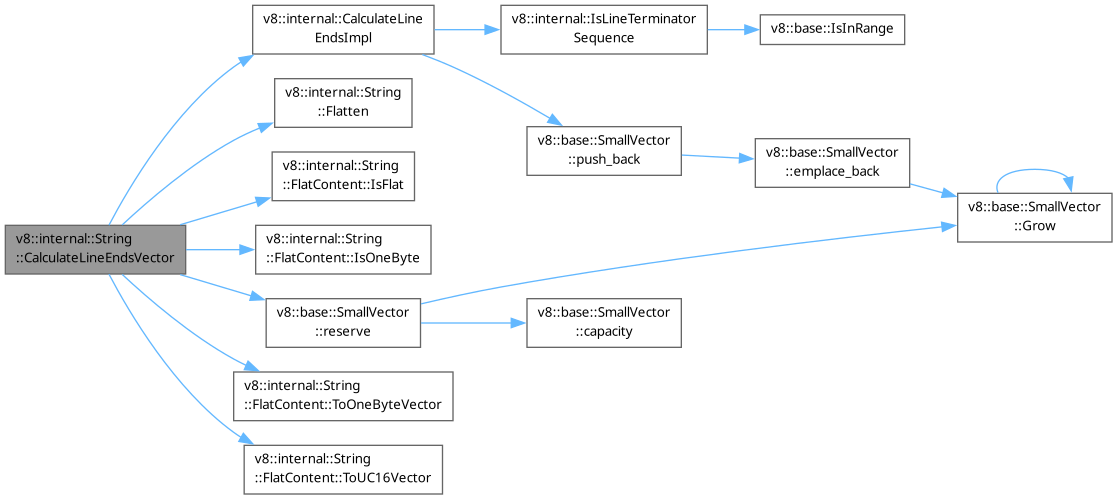 v8::internal::String
::CalculateLineEndsVector
v8::internal::CalculateLine
EndsImpl
v8::internal::IsLineTerminator
Sequence
v8::base::IsInRange
v8::internal::String
::Flatten
v8::base::SmallVector
::push_back
v8::base::SmallVector
::emplace_back
v8::base::SmallVector
::Grow
v8::internal::String
::FlatContent::IsFlat
v8::internal::String
::FlatContent::IsOneByte
v8::base::SmallVector
::reserve
v8::base::SmallVector
::capacity
v8::internal::String
::FlatContent::ToOneByteVector
v8::internal::String
::FlatContent::ToUC16Vector